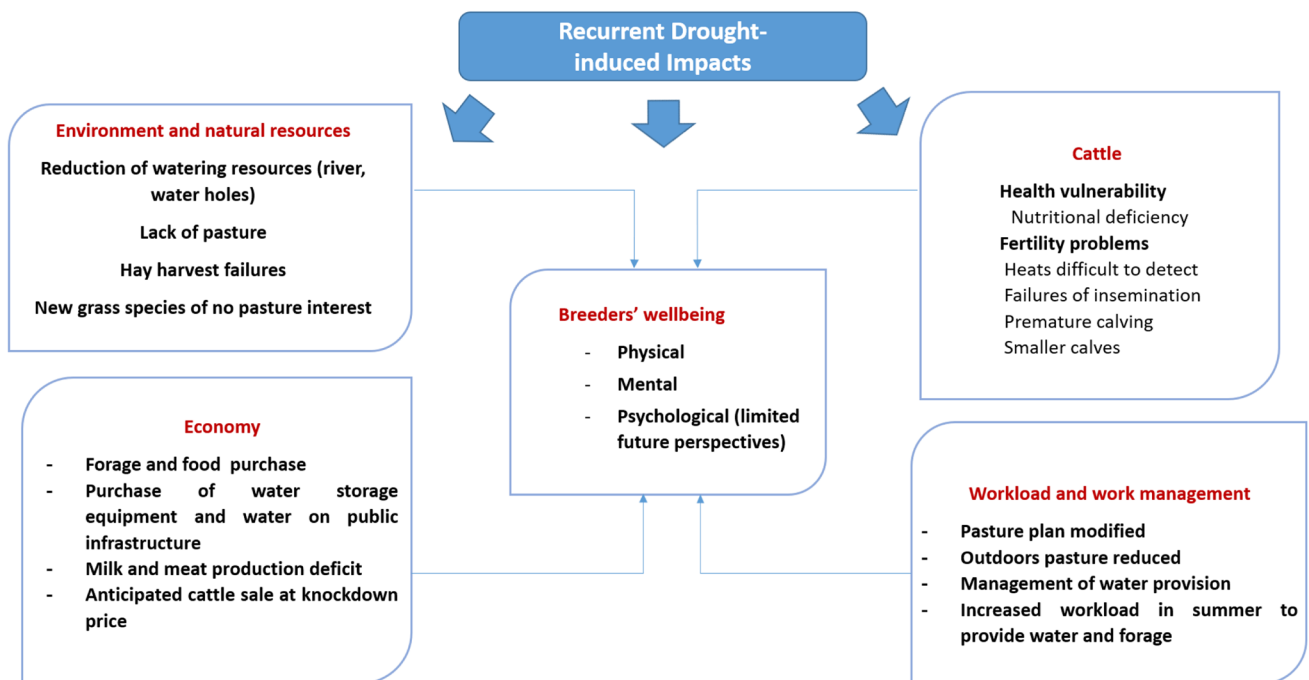 Recurrent Drought-
induced Impacts
Environment and natural resources
Reduction of watering resources (river,
water holes)
Lack of pasture
Hay harvest failures
New grass species of no pasture interest
Cattle
Health vulnerability
Nutritional deficiency
Fertility problems
Heats difficult to detect
Failures of insemination
Premature calving
Smaller calves
Breeders’ wellbeing
- Physical
- Mental
- Psychological (limited
future perspectives)
Economy
- Forage and food purchase
- Purchase of water storage
equipment and water on public
infrastructure
- Milk and meat production deficit
- Anticipated cattle sale at knockdown
price
Workload and work management
- Pasture plan modified
- Outdoors pasture reduced
- Management of water provision
- Increased workload in summer to
provide water and forage